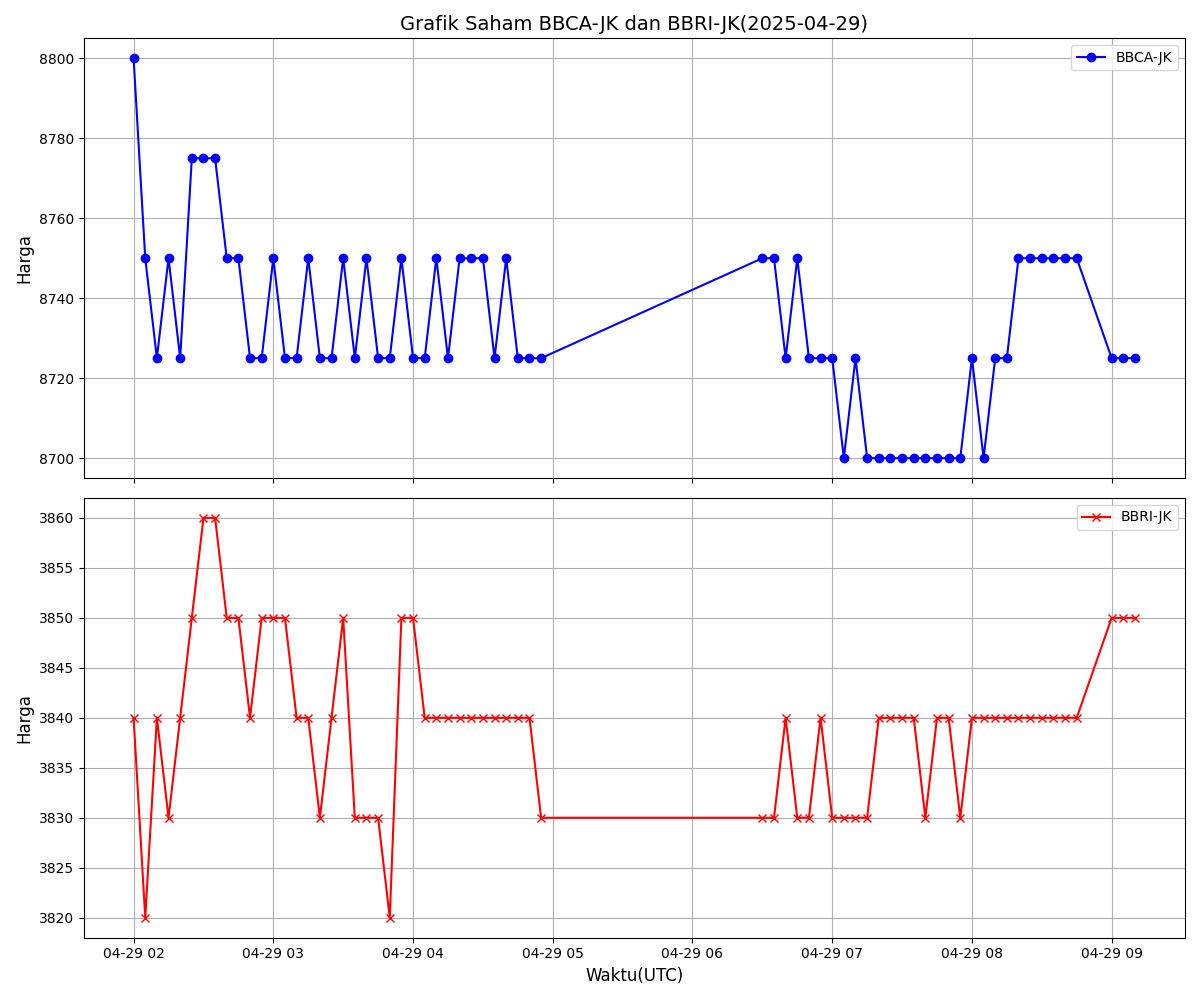 Grafik Saham BBCA-JK dan BBRI-JK(2025-04-29)
BBCA-JK
8800
8780
8760
8740
8720
8700
Harga
BBRI-JK
3860
3855
3850
3845
3840
3835
3830
3825
3820
Harga
04-29 02 04-29 03 04-29 04 04-29 05 04-29 06 04-29 07 04-29 08 04-29 09
Waktu(UTC)